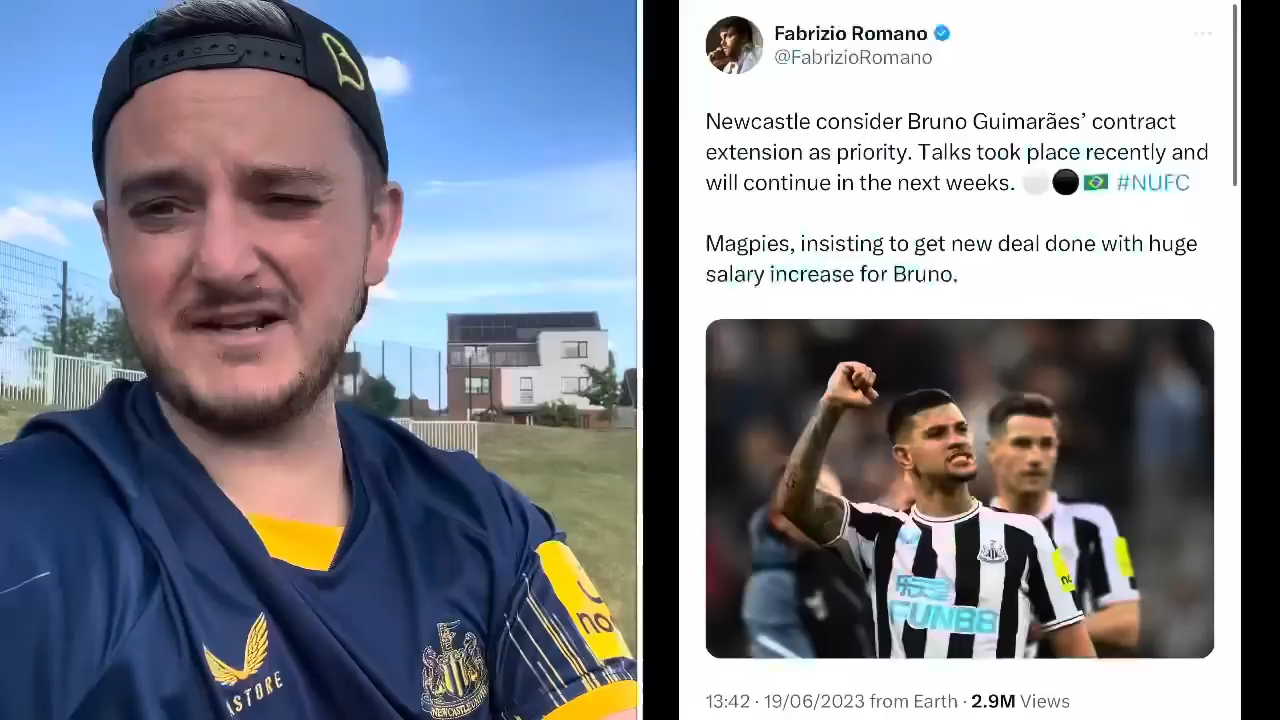 Fabrizio Romano
@FabrizioRomano
Newcastle consider Bruno Guimarães’ contract
extension as priority. Talks took place recently and
will continue in the next weeks. ⚪️⚫️🇧🇷 #NUFC
Magpies, insisting to get new deal done with huge
salary increase for Bruno.
FUN88
13:42 · 19/06/2023 from Earth · 2.9M Views
no